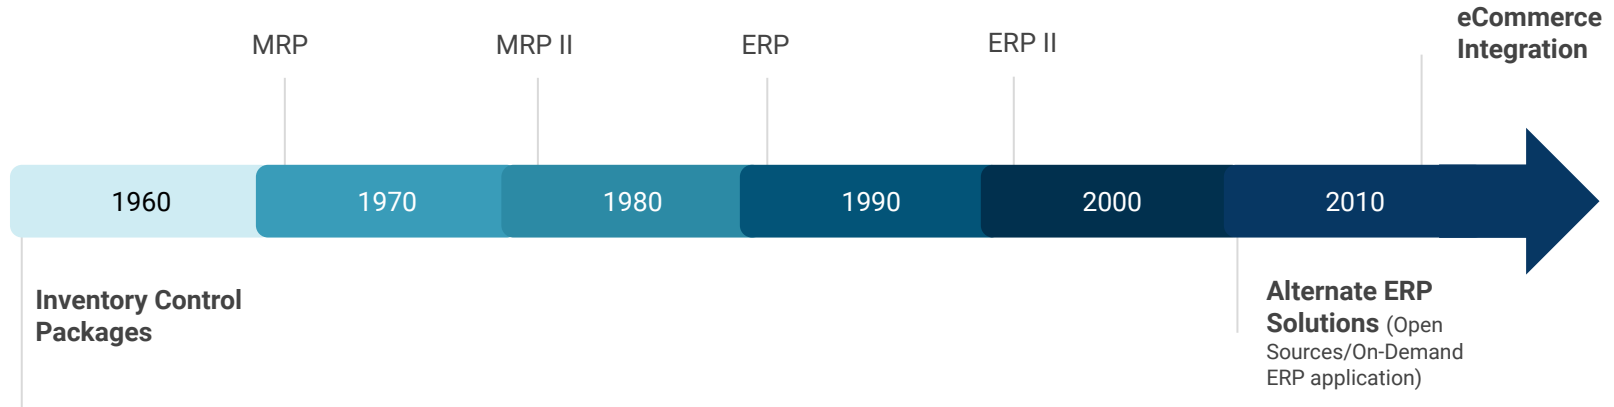 eCommerce
Integration
MRP
MRP II
ERP
ERP II
1960
1970
1980
1990
2000
2010
Inventory Control
Packages
Alternate ERP
Solutions (Open
Sources/On-Demand
ERP application)